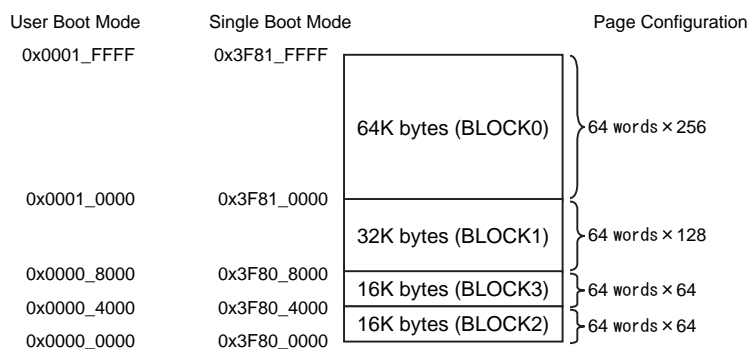 User Boot Mode Single Boot Mode Page Configuration
0x0001_FFFF 0x3F81_FFFF
64K bytes (BLOCK0) 64 words×256
0x0001_0000 0x3F81_0000
32K bytes (BLOCK1) 64 words×128
0x0000_8000 0x3F80_8000
16K bytes (BLOCK3) 64 words×64
0x0000_4000 0x3F80_4000
16K bytes (BLOCK2) 64 words×64
0x0000_0000 0x3F80_0000